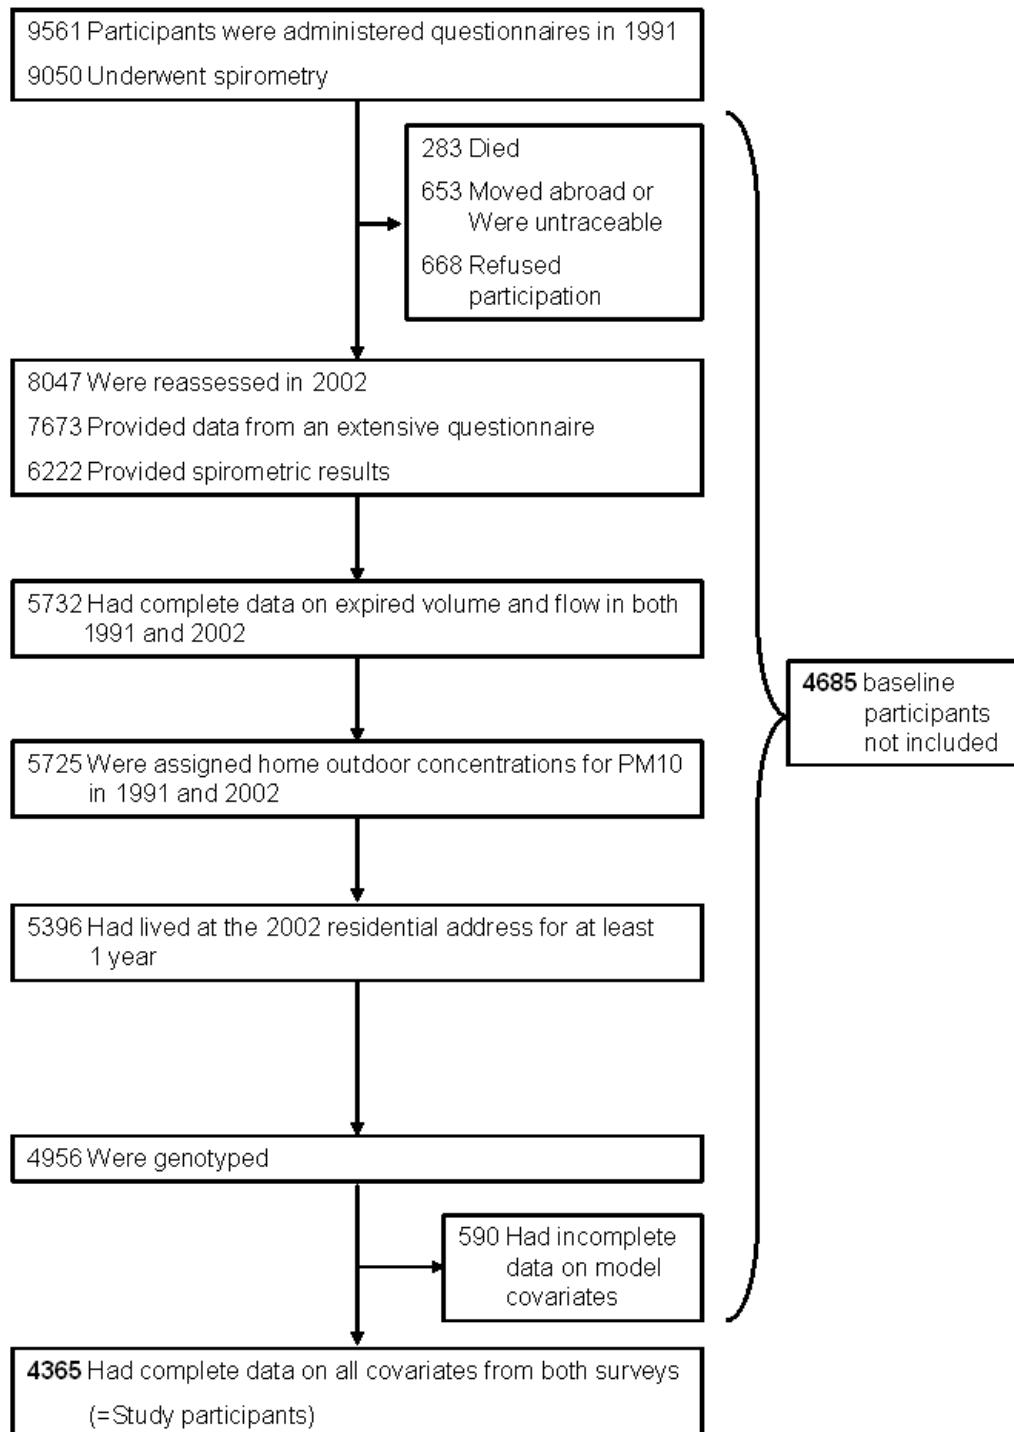 9561 Participants were administered questionnaires in 1991
9050 Underwent spirometry
283 Died
653 Moved abroad or
Were untraceable
668 Refused
participation
8047 Were reassessed in 2002
7673 Provided data from an extensive questionnaire
6222 Provided spirometric results
5732 Had complete data on expired volume and flow in both
1991 and 2002
4685 baseline
participants
not included
5725 Were assigned home outdoor concentrations for PM10
in 1991 and 2002
5396 Had lived at the 2002 residential address for at least
1 year
4956 Were genotyped
590 Had incomplete
data on model
covariates
4365 Had complete data on all covariates from both surveys
(=Study participants)